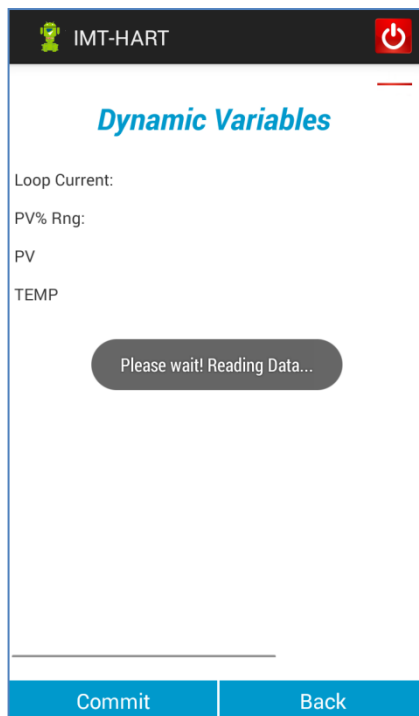 IMT-HART
Dynamic Variables
Loop Current:
PV% Rng:
PV
TEMP
Please wait! Reading Data...
Commit Back